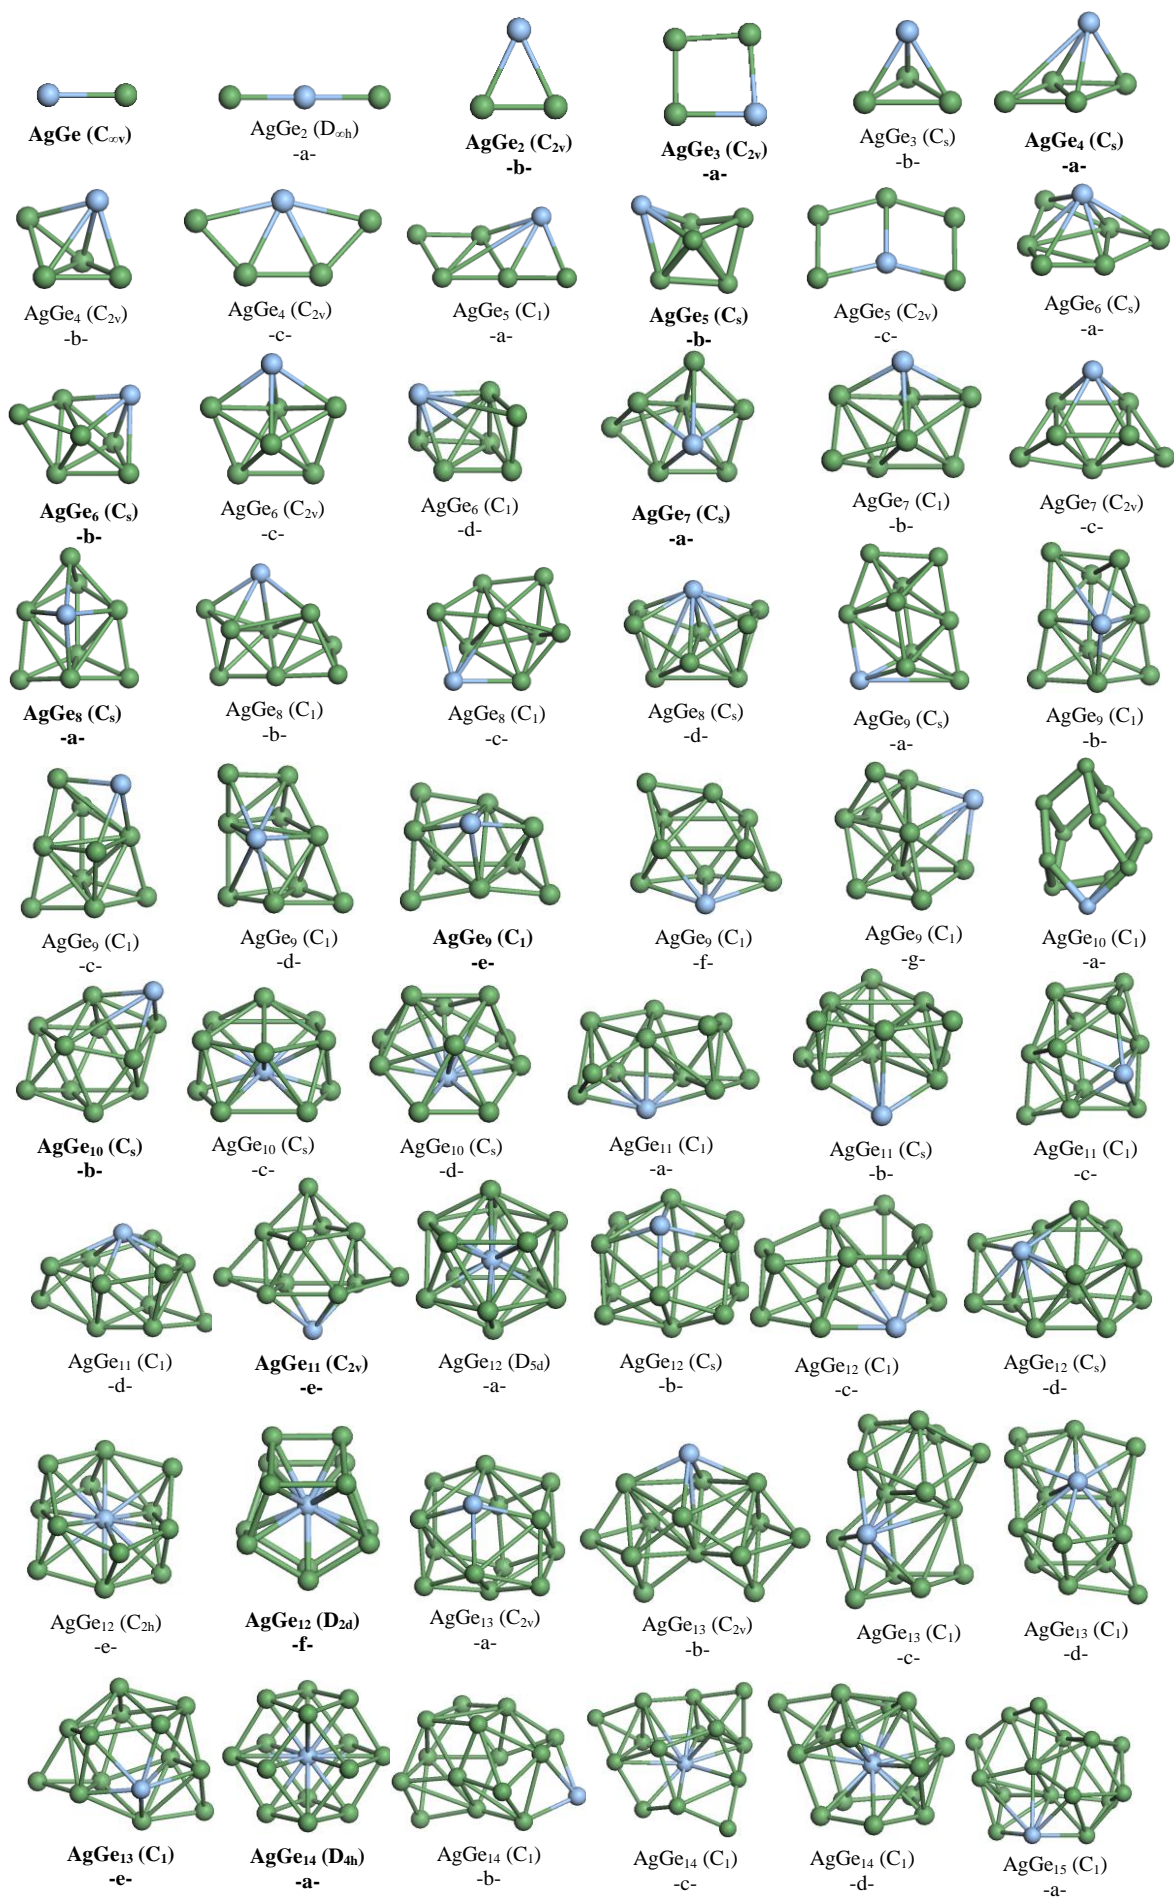 AgGe (C∞v)
AgGe₂ (D∞h)
-a-
AgGe₂ (C₂ᵥ)
-b-
AgGe₃ (C₂ᵥ)
-a-
AgGe₃ (Cₛ)
-b-
AgGe₄ (Cₛ)
-a-
AgGe₄ (C₂ᵥ)
-b-
AgGe₄ (C₂ᵥ)
-c-
AgGe₅ (C₁)
-a-
AgGe₅ (Cₛ)
-b-
AgGe₅ (C₂ᵥ)
-c-
AgGe₆ (Cₛ)
-a-
AgGe₆ (Cₛ)
-b-
AgGe₆ (C₂ᵥ)
-c-
AgGe₆ (C₁)
-d-
AgGe₇ (Cₛ)
-a-
AgGe₇ (C₁)
-b-
AgGe₇ (C₂ᵥ)
-c-
AgGe₈ (Cₛ)
-a-
AgGe₈ (C₁)
-b-
AgGe₈ (C₁)
-c-
AgGe₈ (Cₛ)
-d-
AgGe₉ (Cₛ)
-a-
AgGe₉ (C₁)
-b-
AgGe₉ (C₁)
-c-
AgGe₉ (C₁)
-d-
AgGe₉ (C₁)
-e-
AgGe₉ (C₁)
-f-
AgGe₉ (C₁)
-g-
AgGe₁₀ (C₁)
-a-
AgGe₁₀ (Cₛ)
-b-
AgGe₁₀ (Cₛ)
-c-
AgGe₁₀ (Cₛ)
-d-
AgGe₁₁ (C₁)
-a-
AgGe₁₁ (Cₛ)
-b-
AgGe₁₁ (C₁)
-c-
AgGe₁₁ (C₁)
-d-
AgGe₁₁ (C₂ᵥ)
-e-
AgGe₁₂ (D₅d)
-a-
AgGe₁₂ (Cₛ)
-b-
AgGe₁₂ (C₁)
-c-
AgGe₁₂ (Cₛ)
-d-
AgGe₁₂ (C₂ₕ)
-e-
AgGe₁₂ (D₂d)
-f-
AgGe₁₃ (C₂ᵥ)
-a-
AgGe₁₃ (C₂ᵥ)
-b-
AgGe₁₃ (C₁)
-c-
AgGe₁₃ (C₁)
-d-
AgGe₁₃ (C₁)
-e-
AgGe₁₄ (D₄ₕ)
-a-
AgGe₁₄ (C₁)
-b-
AgGe₁₄ (C₁)
-c-
AgGe₁₄ (C₁)
-d-
AgGe₁₅ (C₁)
-a-